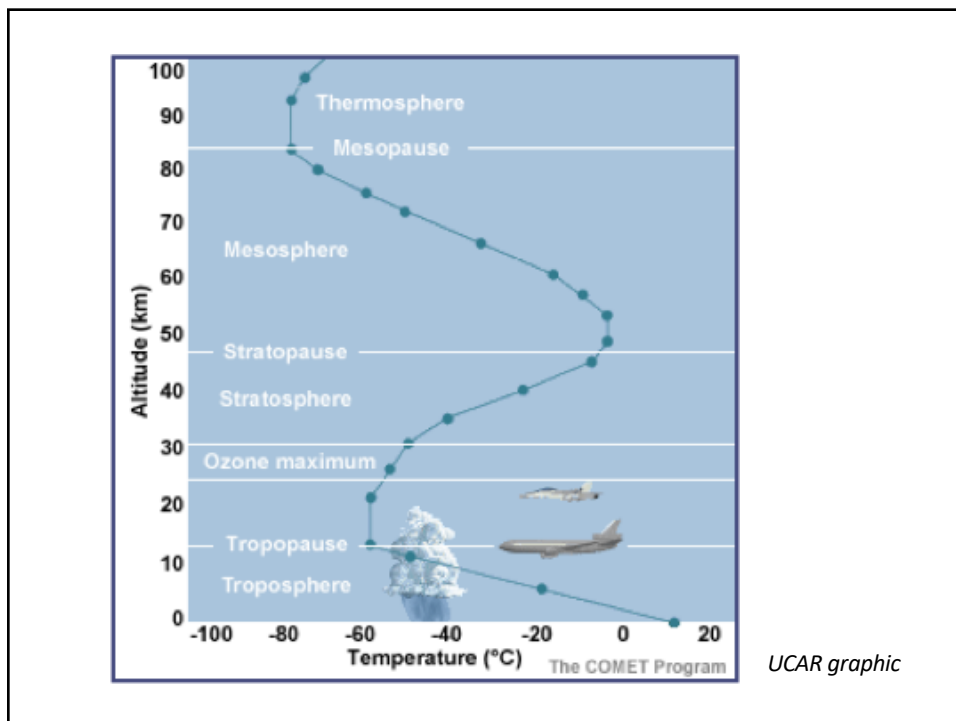 100
Thermosphere
90
Mesopause
80
70
Mesosphere
60
50
Stratopause
Stratosphere
40
30
Ozone maximum
20
Tropopause
10
Troposphere
0
Altitude (km)
-100 -80 -60 -40 -20 0 20
Temperature (°C)
The COMET Program
UCAR graphic